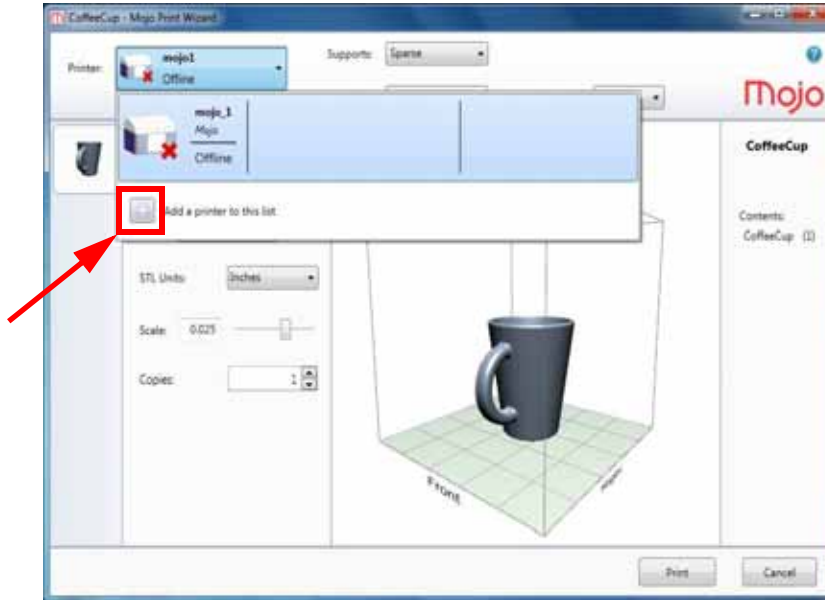 CoffeeCup - Mojo Print Wizard
Printer:
mojo1
Offline
Supports:
Sparse
mojo
mojo_1
Mojo
Offline
Add a printer to this list
CoffeeCup
Contents:
CoffeeCup (1)
STL Units:
Inches
Scale:
0.025
Copies:
1
FRONT
Print
Cancel